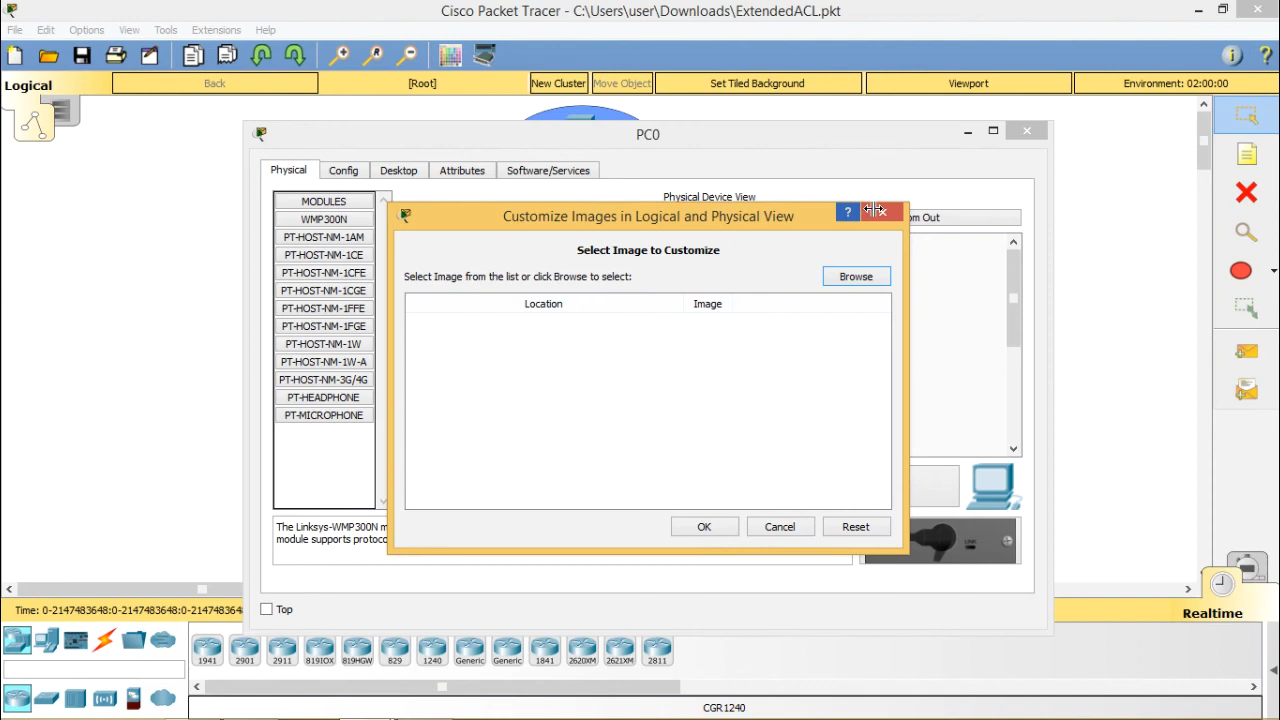 Cisco Packet Tracer - C:\Users\user\Downloads\ExtendedACL.pkt
File Edit Options View Tools Extensions Help
Logical Back [Root] New Cluster Move Object Set Tiled Background Viewport Environment: 02:00:00
PC0
Physical Config Desktop Attributes Software/Services
MODULES
WMP300N
PT-HOST-NM-1AM
PT-HOST-NM-1CE
PT-HOST-NM-1CFE
PT-HOST-NM-1CGE
PT-HOST-NM-1FFE
PT-HOST-NM-1FGE
PT-HOST-NM-1W
PT-HOST-NM-1W-A
PT-HOST-NM-3G/4G
PT-HEADPHONE
PT-MICROPHONE
Physical Device View
om Out
Customize Images in Logical and Physical View
Select Image to Customize
Select Image from the list or click Browse to select: Browse
Location Image
OK Cancel Reset
The Linksys-WMP300N m
module supports protoco
Top
Time: 0-2147483648:0-2147483648:0-2147483648
Realtime
1941 2901 2911 819IOX 819HGW 829 1240 Generic Generic 1841 2620XM 2621XM 2811
CGR1240